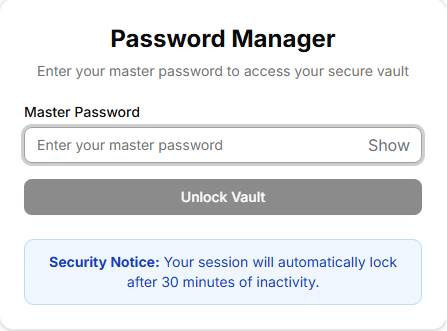 Password Manager
Enter your master password to access your secure vault
Master Password
Enter your master password Show
Unlock Vault
Security Notice: Your session will automatically lock
after 30 minutes of inactivity.